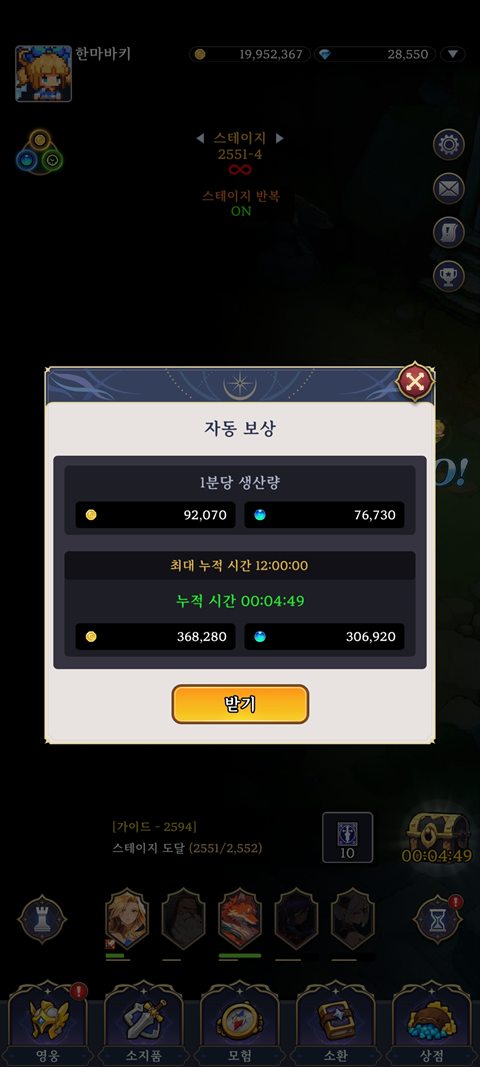 한마바키
19,952,367
28,550
스테이지
2551-4
스테이지 반복
ON
O!
자동 보상
1분당 생산량
92,070
76,730
최대 누적 시간 12:00:00
누적 시간 00:04:49
368,280
306,920
받기
[가이드 - 2594]
스테이지 도달 (2551/2,552)
10
00:04:49
영웅
소지품
모험
소환
상점